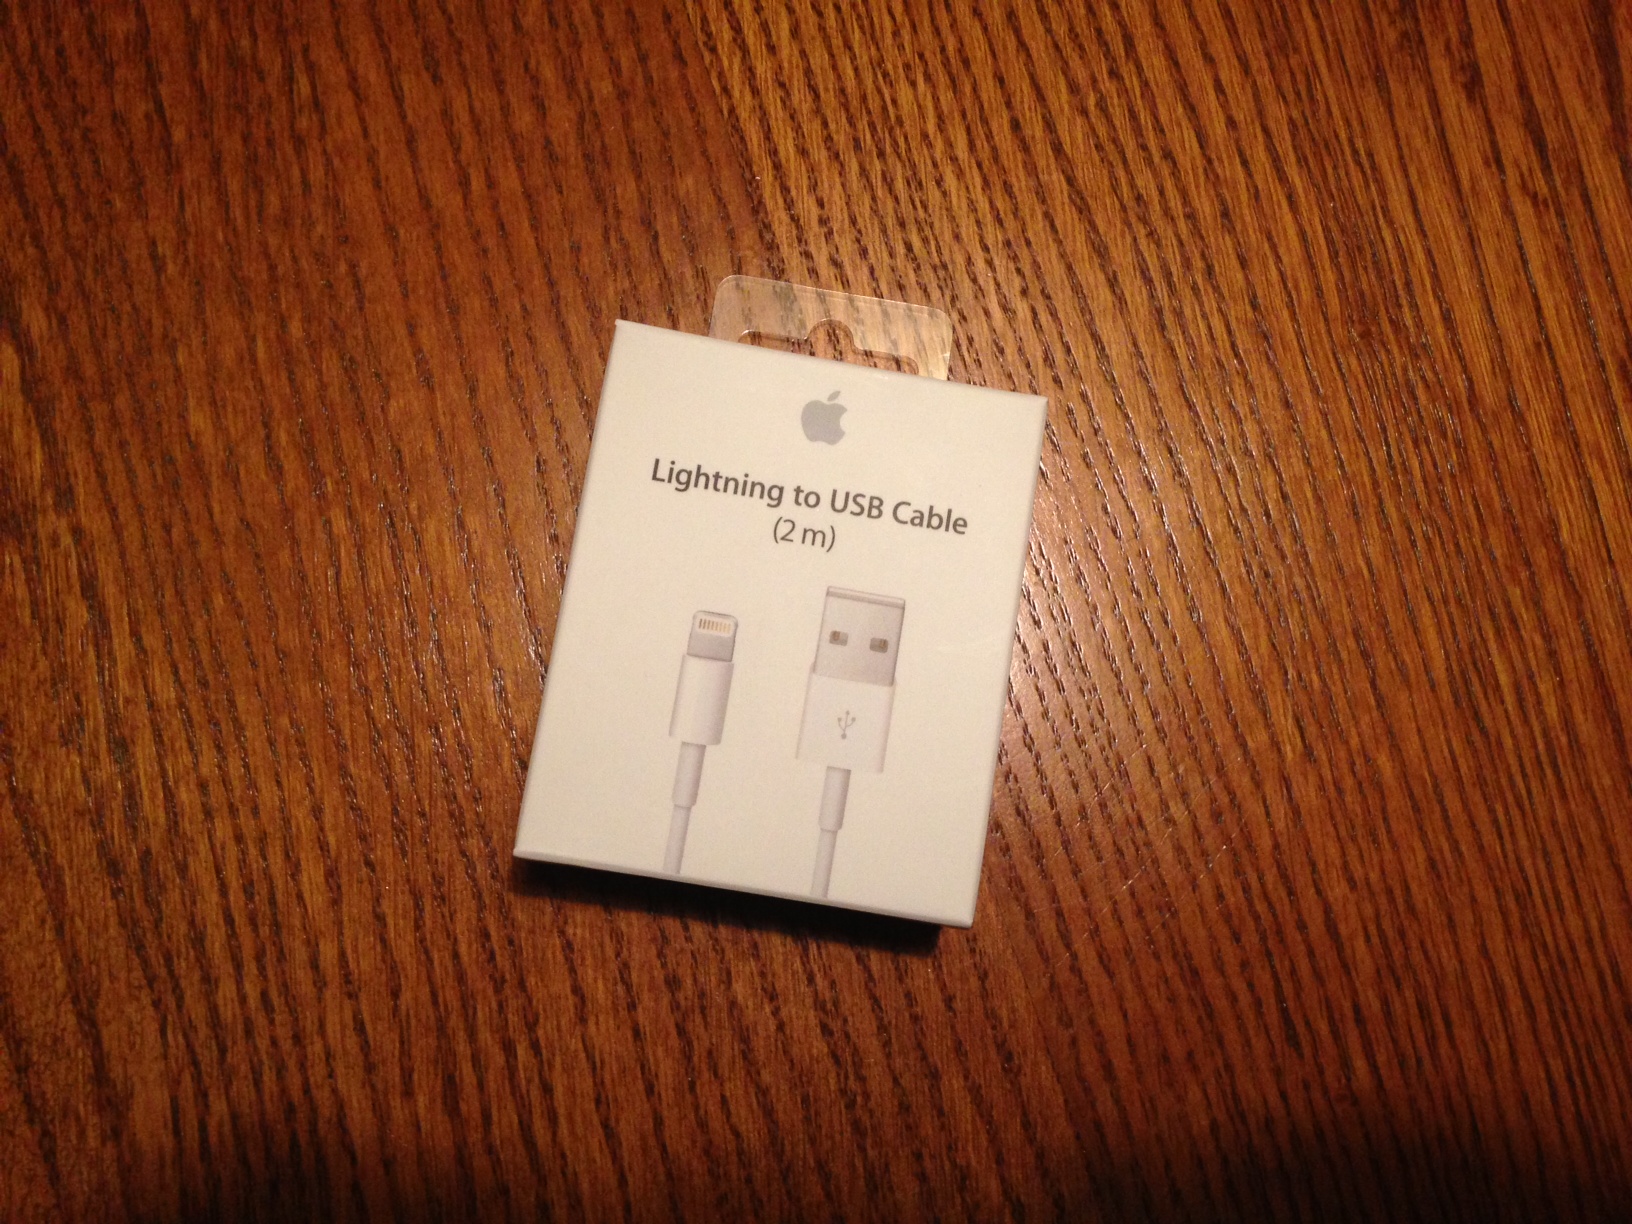 Lightning to USB Cable
(2 m)